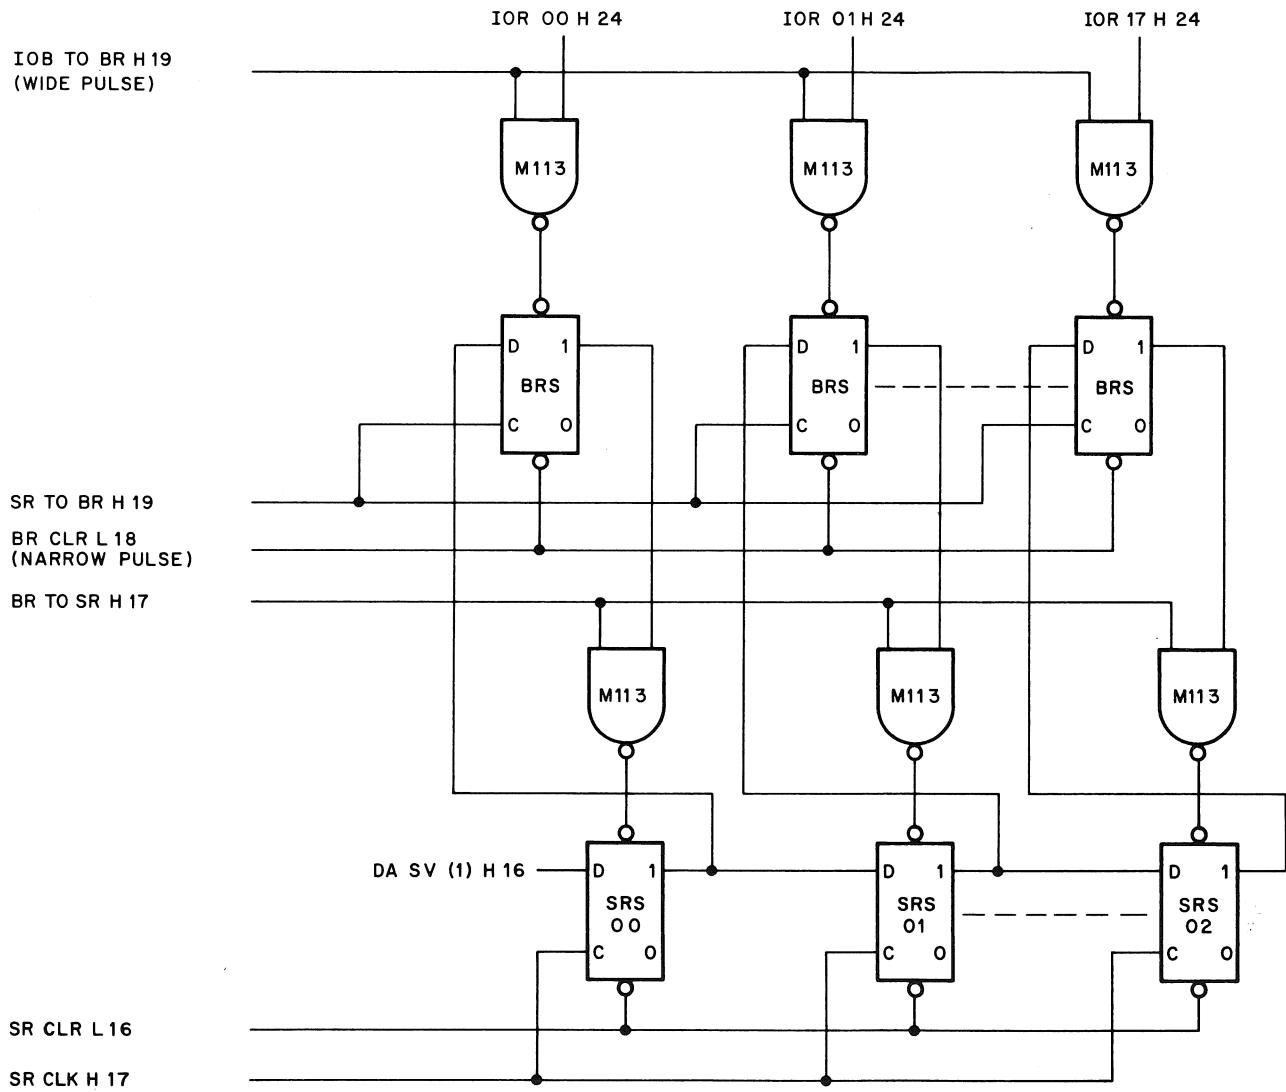 IOR 00 H 24
IOR 01 H 24
IOR 17 H 24
IOB TO BR H 19
(WIDE PULSE)
M113
M113
M113
D 1
BRS
C 0
D 1
BRS
C 0
D 1
BRS
C 0
SR TO BR H 19
BR CLR L 18
(NARROW PULSE)
BR TO SR H 17
M113
M113
M113
DA SV (1) H 16
D 1
SRS
00
C 0
D 1
SRS
01
C 0
D 1
SRS
02
C 0
SR CLR L 16
SR CLK H 17